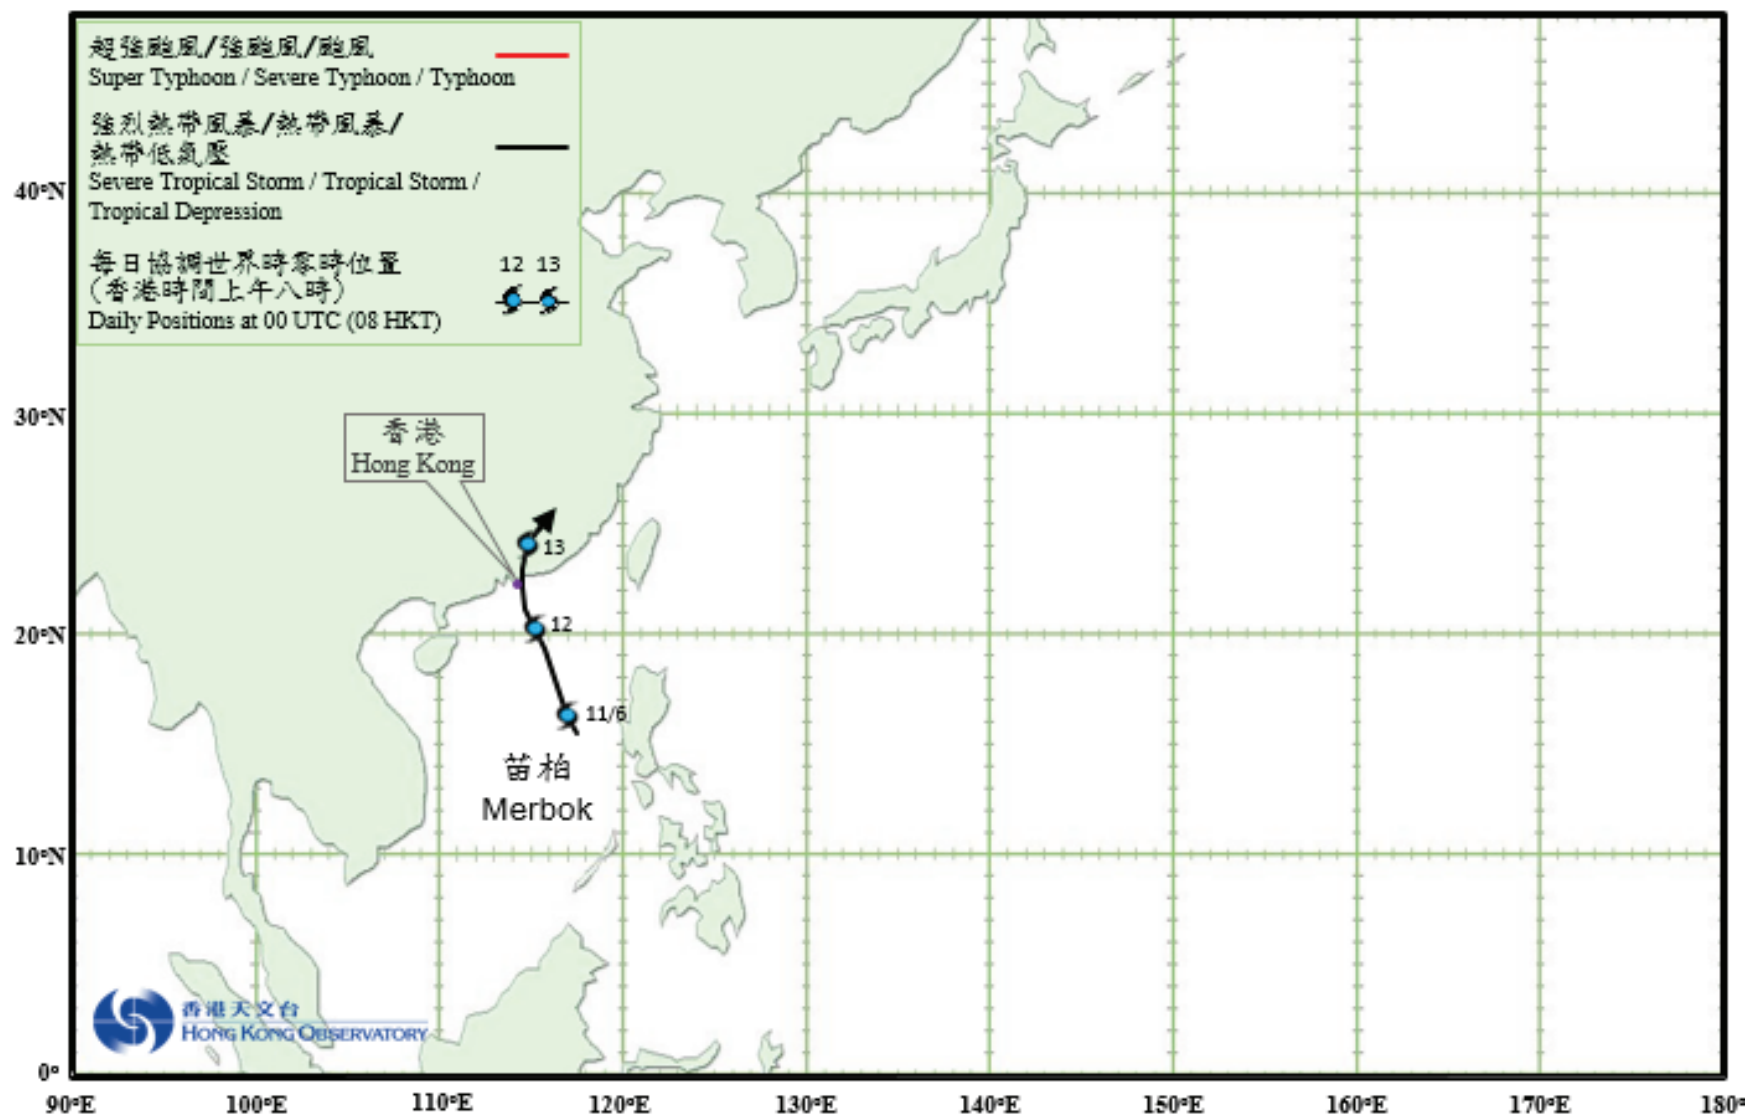 超強颱風/強颱風/颱風
Super Typhoon / Severe Typhoon / Typhoon
強烈熱帶風暴/熱帶風暴/
熱帶低氣壓
Severe Tropical Storm / Tropical Storm /
Tropical Depression
每日協調世界時零時位置
(香港時間上午八時)
Daily Positions at 00 UTC (08 HKT)
12 13
40°N
30°N
20°N
10°N
0°
香港
Hong Kong
13
12
11/6
苗柏
Merbok
香港天文台
HONG KONG OBSERVATORY
90°E 100°E 110°E 120°E 130°E 140°E 150°E 160°E 170°E 180°